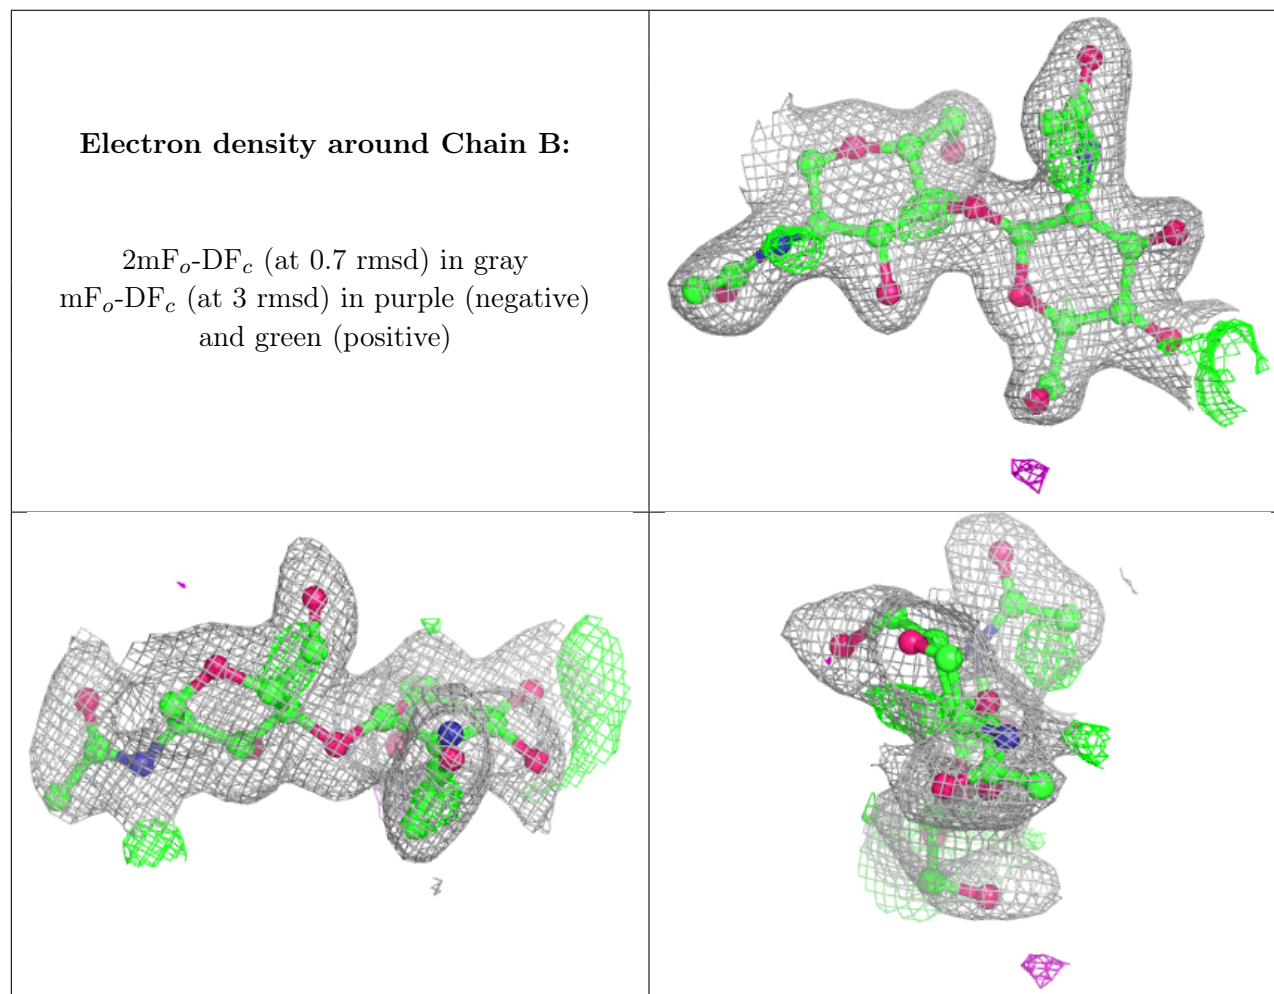 Electron density around Chain B:
2mFₒ-DF𝒸 (at 0.7 rmsd) in gray
mFₒ-DF𝒸 (at 3 rmsd) in purple (negative)
and green (positive)